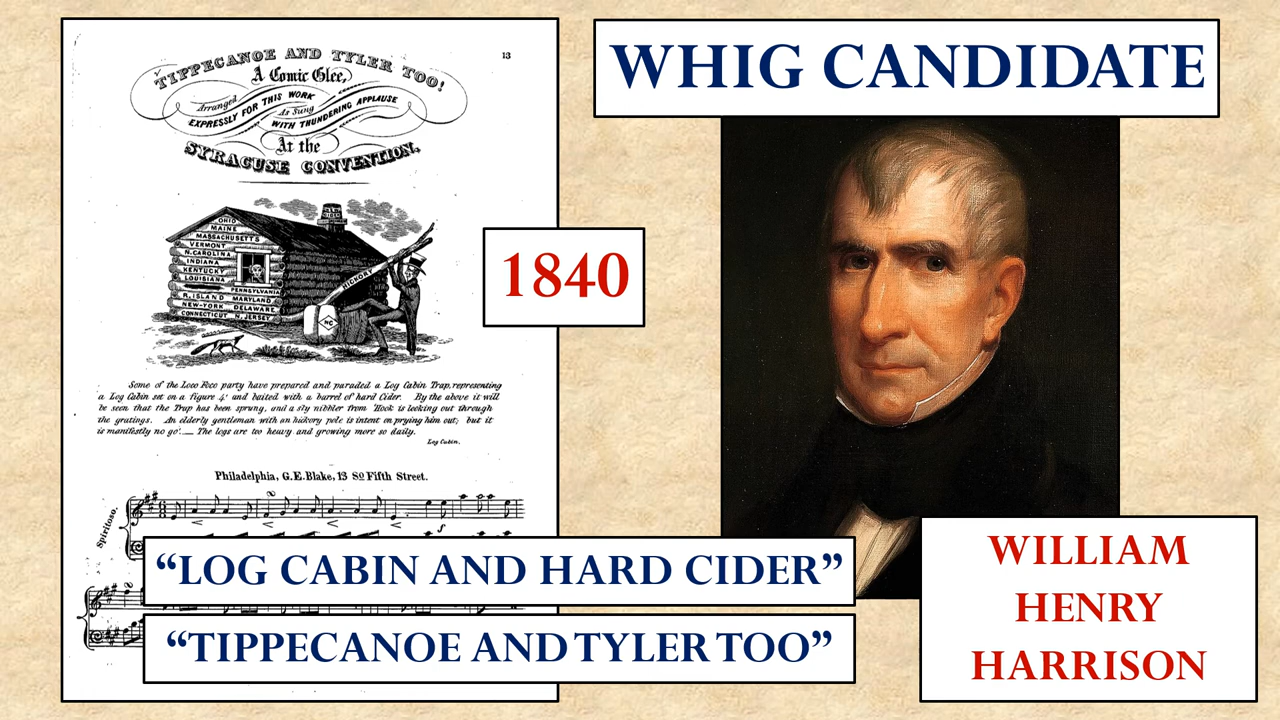 TIPPECANOE AND TYLER TOO!
13
A Comic Glee,
Arranged
EXPRESSLY FOR THIS WORK
As Sung
WITH THUNDERING APPLAUSE
At the
SYRACUSE CONVENTION.
OHIO
MAINE
MASSACHUSETTS
VERMONT
N.CAROLINA
INDIANA
KENTUCKY
LOUISIANA
PENNSYLVANIA
R. ISLAND MARYLAND
NEW-YORK DELAWARE
CONNECTICUT N. JERSEY
HICKORY
HC
Some of the Loco Foco party have prepared and paraded a Log Cabin Trap, representing
a Log Cabin set on a figure 4' and baited with a barrel of hard Cider. By the above it will
be seen that the Trap has been sprung, and a sly nibbler from 'Hook is looking out through
the gratings. An elderly gentleman with an hickory pole is intent on prying him out; but it
is manifestly no go'.__ The logs are too heavy and growing more so daily.
Log Cabin.
Philadelphia, G.E.Blake, 13 So Fifth Street.
Spiritoso.
WHIG CANDIDATE
1840
“LOG CABIN AND HARD CIDER”
“TIPPECANOE AND TYLER TOO”
WILLIAM
HENRY
HARRISON